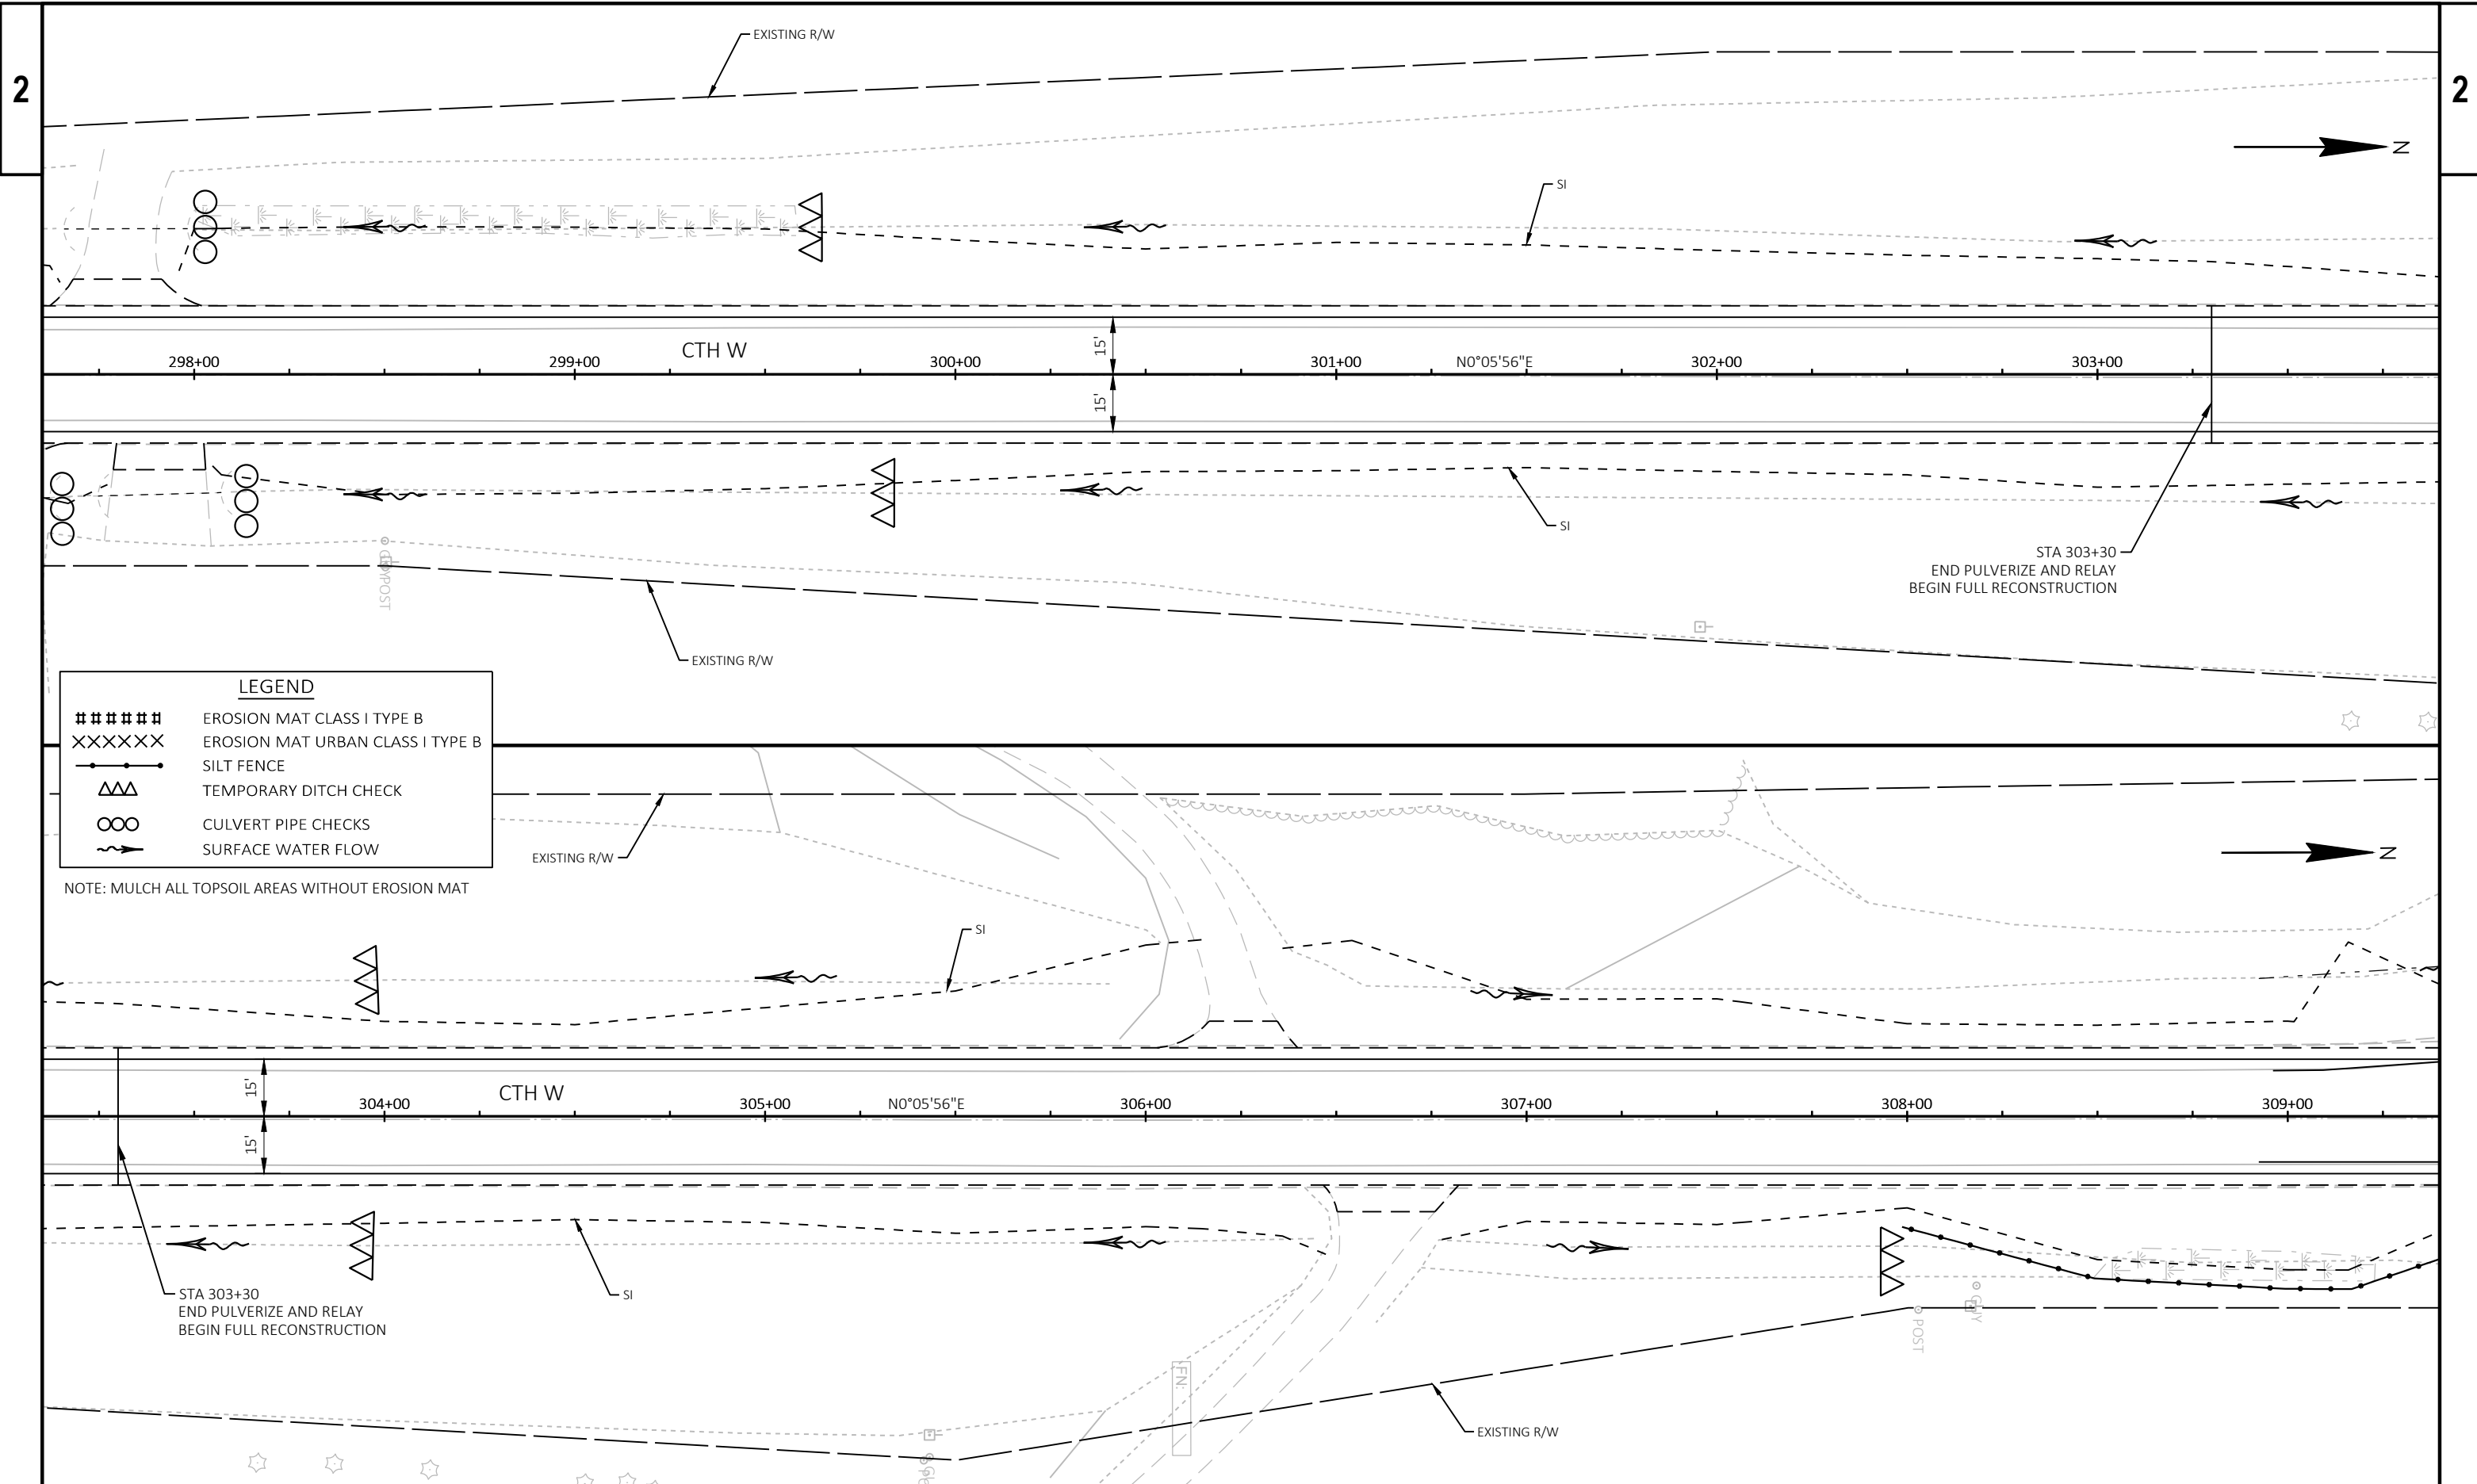 2
2
EXISTING R/W
N
SI
15'
CTH W
298+00
299+00
300+00
301+00
N0°05'56"E
302+00
303+00
15'
SI
STA 303+30
END PULVERIZE AND RELAY
BEGIN FULL RECONSTRUCTION
POST
EXISTING R/W
LEGEND
EROSION MAT CLASS I TYPE B
EROSION MAT URBAN CLASS I TYPE B
SILT FENCE
TEMPORARY DITCH CHECK
CULVERT PIPE CHECKS
SURFACE WATER FLOW
NOTE: MULCH ALL TOPSOIL AREAS WITHOUT EROSION MAT
EXISTING R/W
N
SI
15'
CTH W
304+00
305+00
N0°05'56"E
306+00
307+00
308+00
309+00
15'
STA 303+30
END PULVERIZE AND RELAY
BEGIN FULL RECONSTRUCTION
SI
GUY
POST
FN:
EXISTING R/W